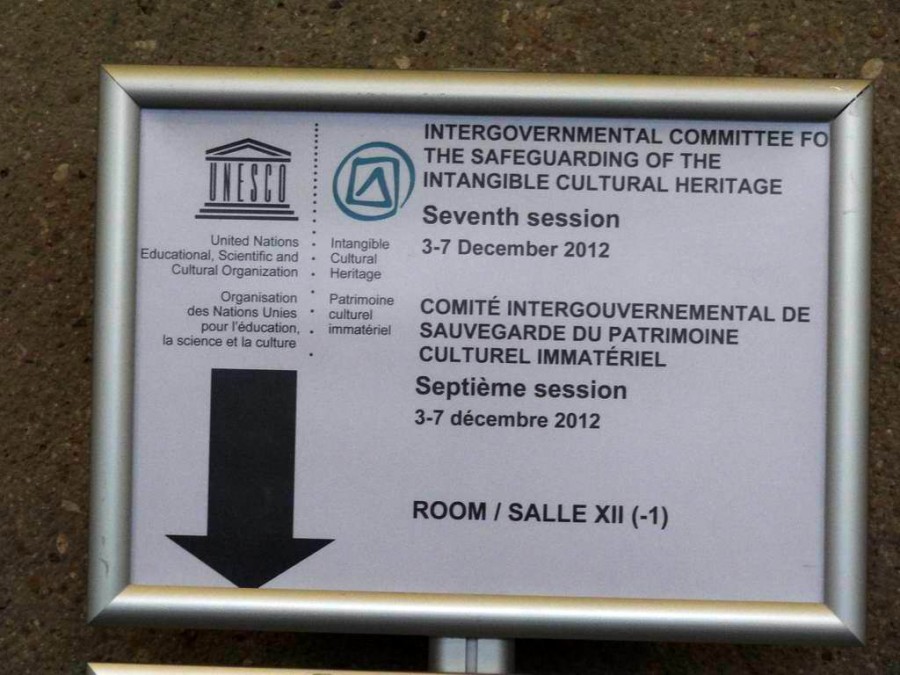 UNESCO
United Nations
Educational, Scientific and
Cultural Organization
Organisation
des Nations Unies
pour l'éducation,
la science et la culture
Intangible
Cultural
Heritage
Patrimoine
culturel
immatériel
INTERGOVERNMENTAL COMMITTEE FO
THE SAFEGUARDING OF THE
INTANGIBLE CULTURAL HERITAGE
Seventh session
3-7 December 2012
COMITÉ INTERGOUVERNEMENTAL DE
SAUVEGARDE DU PATRIMOINE
CULTUREL IMMATÉRIEL
Septième session
3-7 décembre 2012
ROOM / SALLE XII (-1)